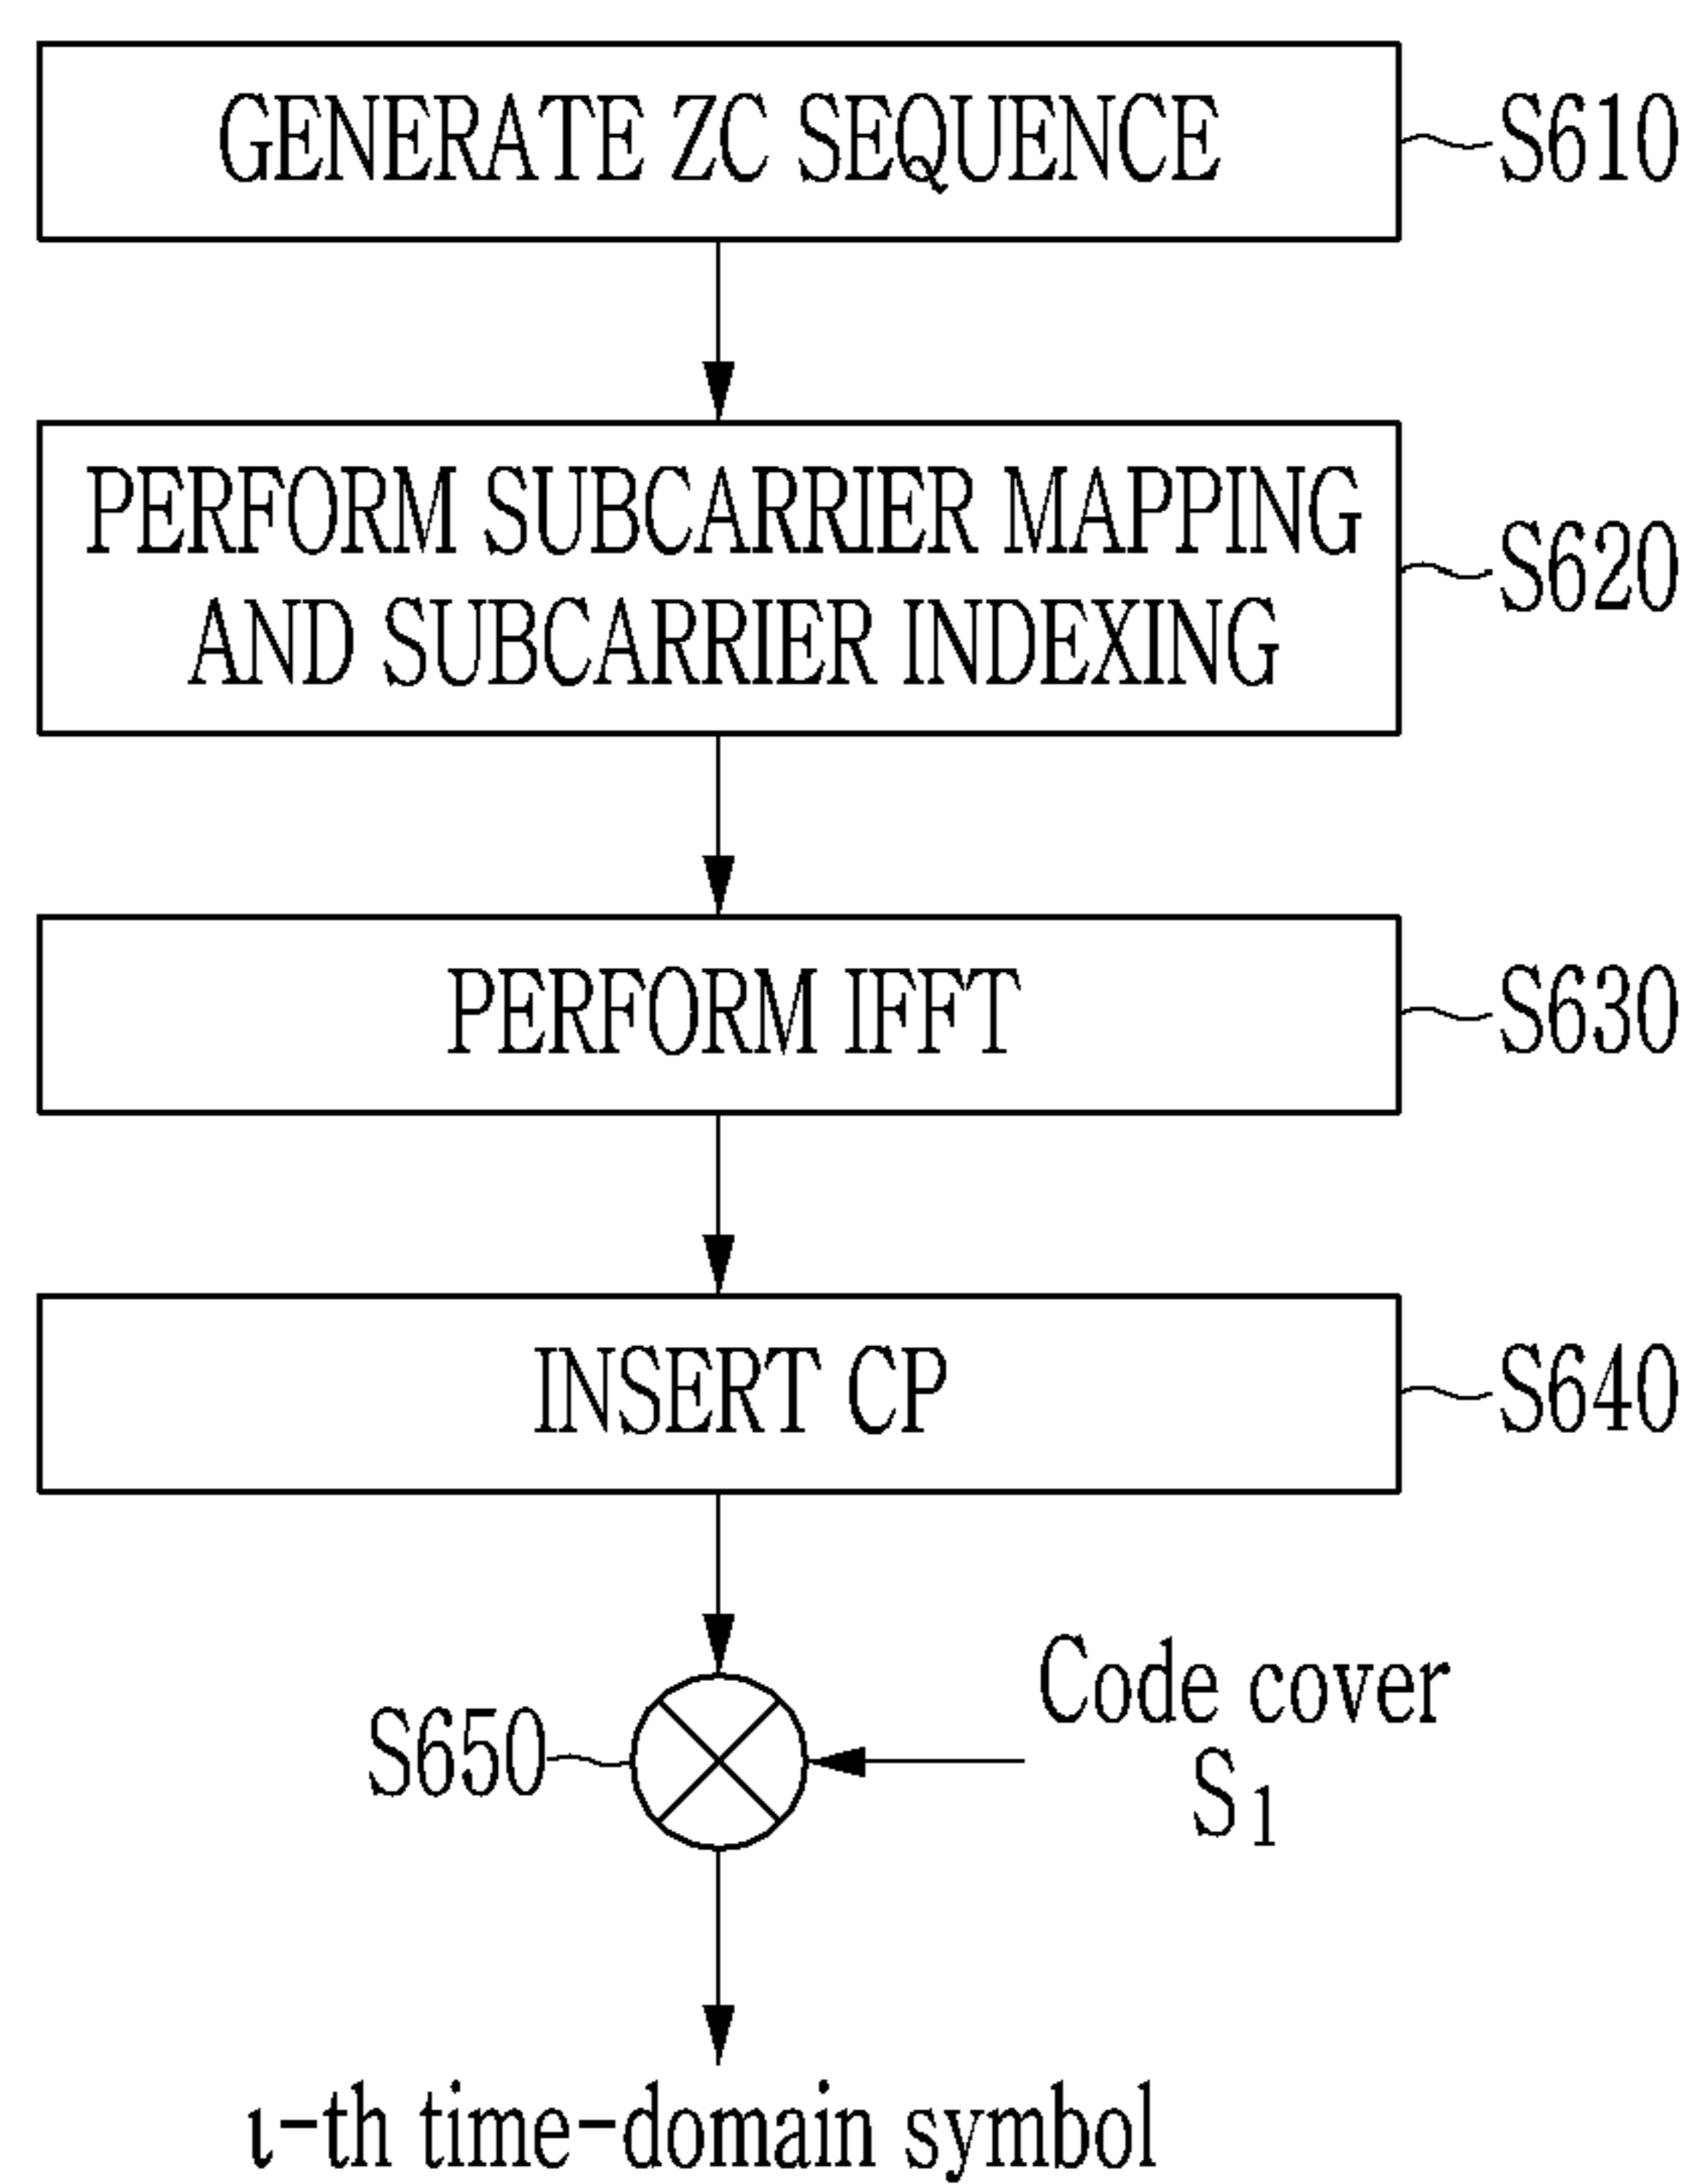 GENERATE ZC SEQUENCE
S610
PERFORM SUBCARRIER MAPPING
AND SUBCARRIER INDEXING
S620
PERFORM IFFT
S630
INSERT CP
S640
Code cover
S1
S650
ι-th time-domain symbol